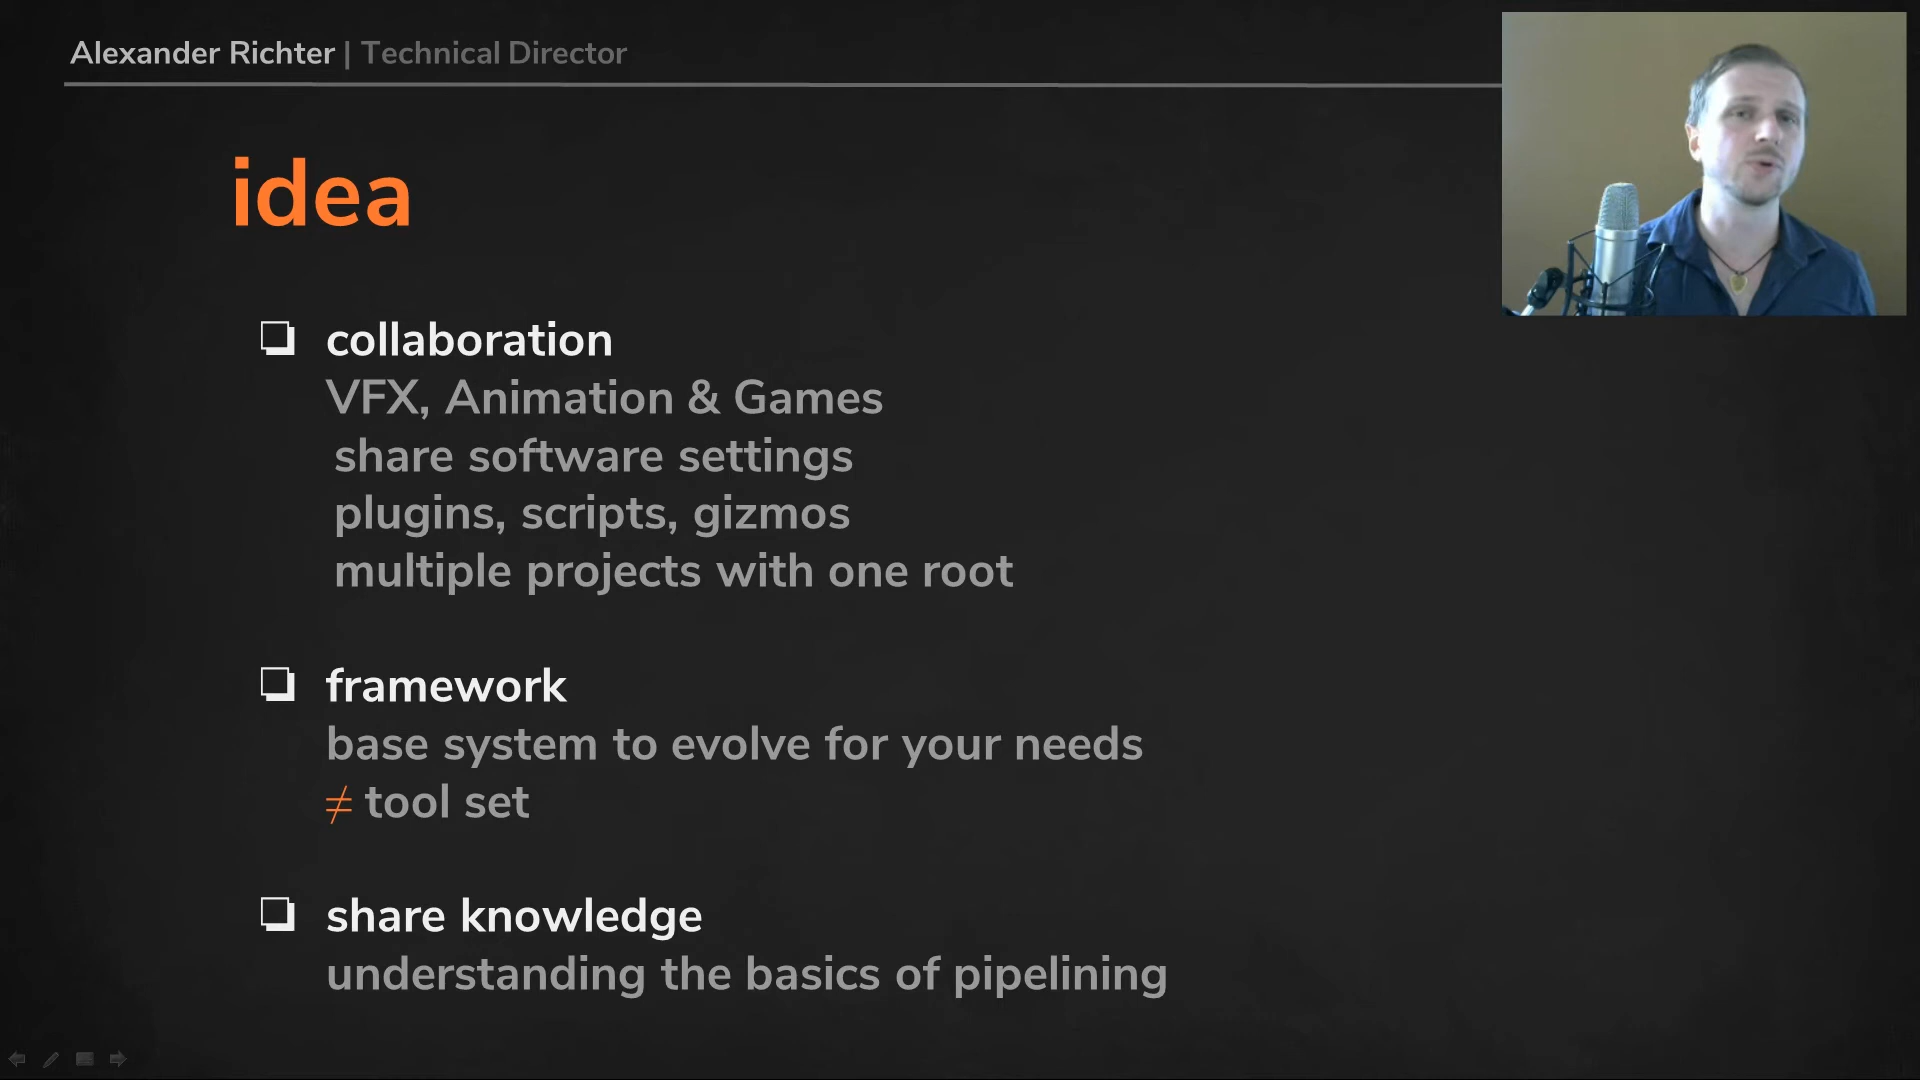 Alexander Richter | Technical Director
idea
collaboration
VFX, Animation & Games
share software settings
plugins, scripts, gizmos
multiple projects with one root
framework
base system to evolve for your needs
≠ tool set
share knowledge
understanding the basics of pipelining